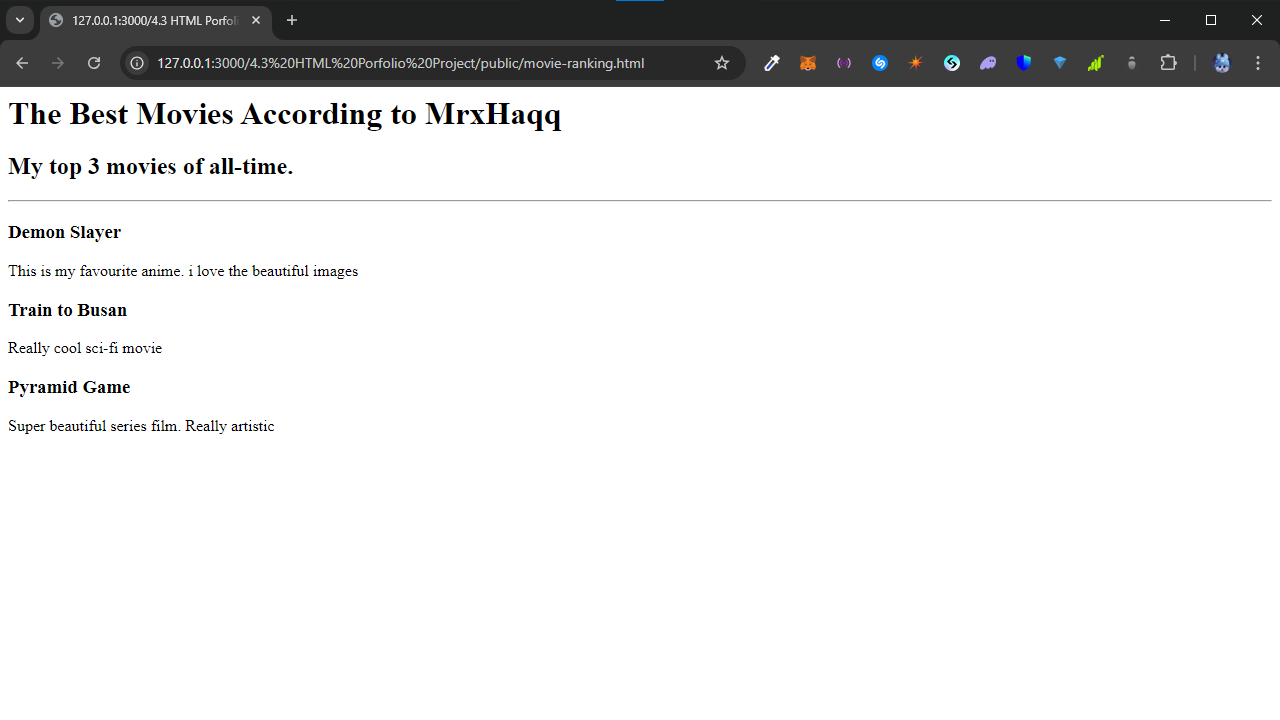 127.0.0.1:3000/4.3 HTML Porfol
127.0.0.1:3000/4.3%20HTML%20Porfolio%20Project/public/movie-ranking.html
The Best Movies According to MrxHaqq
My top 3 movies of all-time.
Demon Slayer
This is my favourite anime. i love the beautiful images
Train to Busan
Really cool sci-fi movie
Pyramid Game
Super beautiful series film. Really artistic